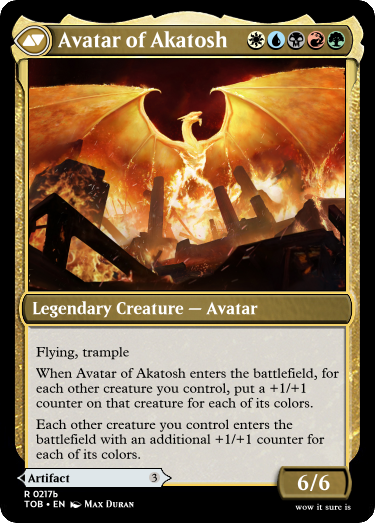 Avatar of Akatosh
Legendary Creature — Avatar
Flying, trample
When Avatar of Akatosh enters the battlefield, for
each other creature you control, put a +1/+1
counter on that creature for each of its colors.
Each other creature you control enters the
battlefield with an additional +1/+1 counter for
each of its colors.
Artifact 3
6/6
R 0217b
TOB • EN Max Duran
wow it sure is